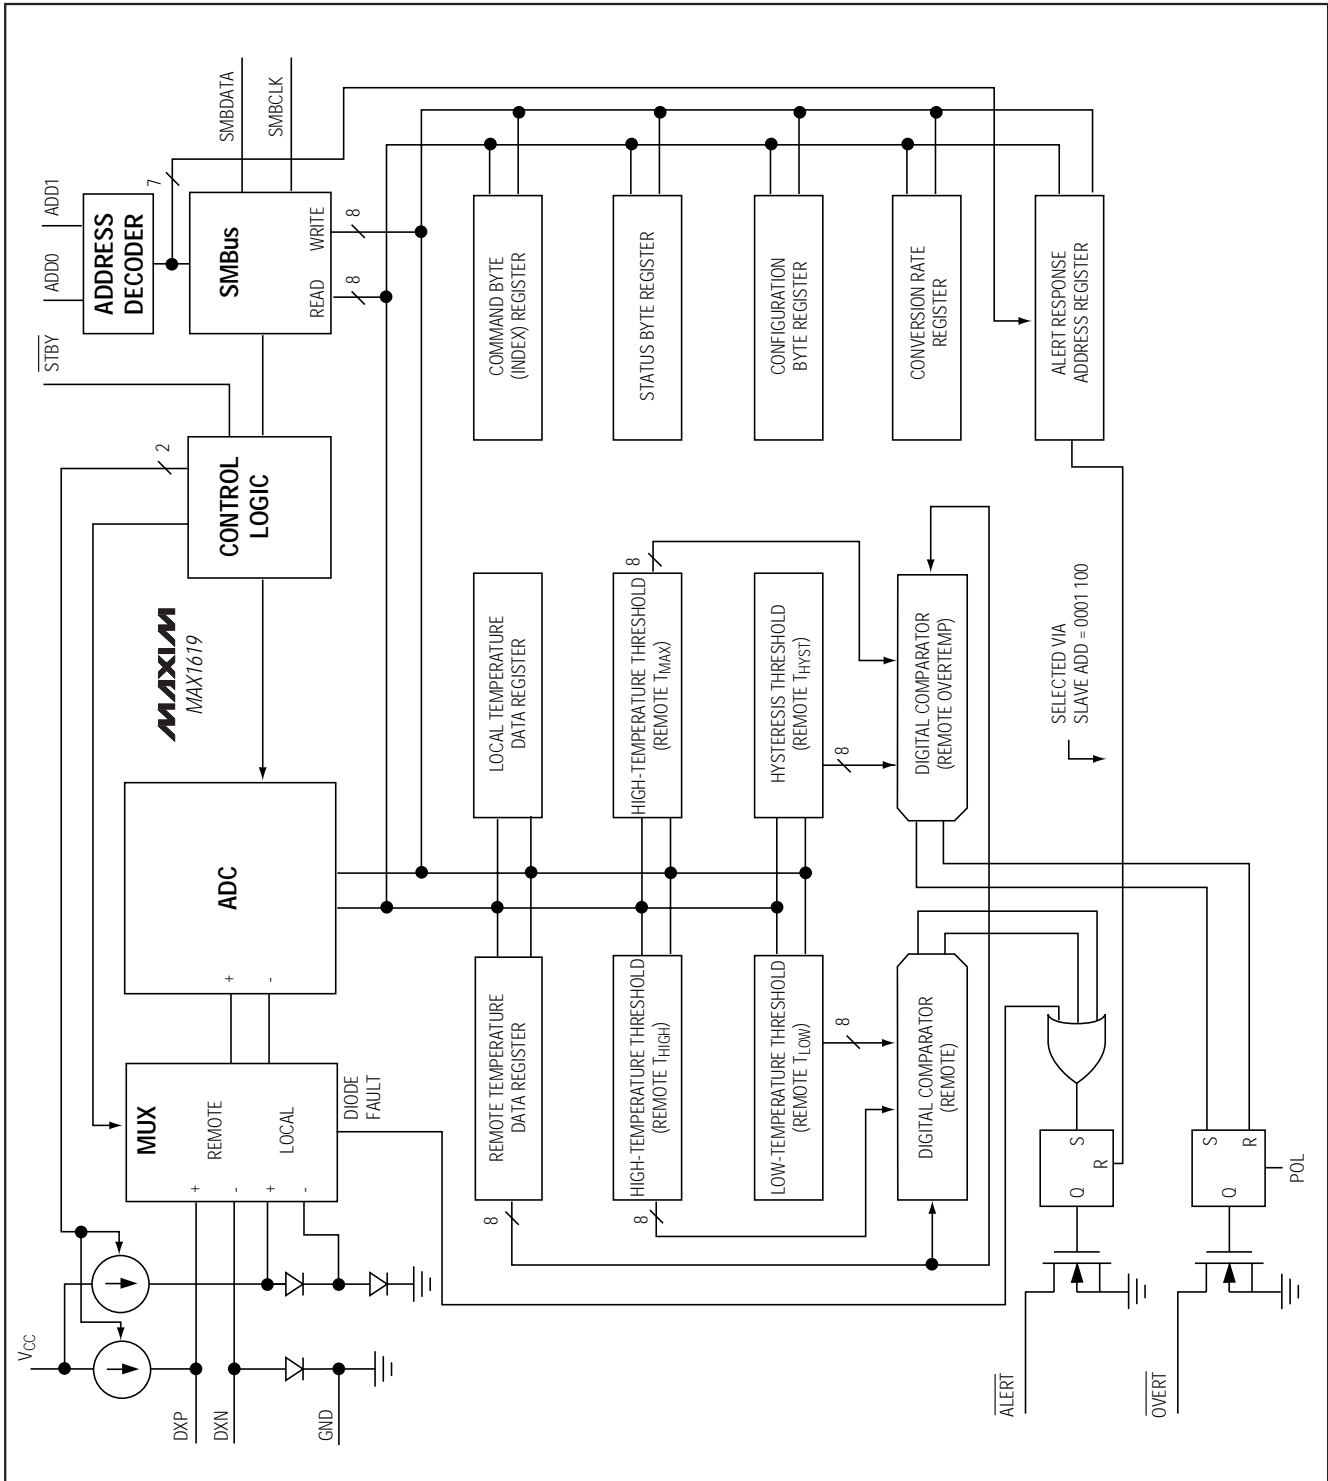 VCC
DXP
DXN
GND
MUX
REMOTE
LOCAL
+
-
+
-
DIODE
FAULT
ADC
+
-
MAXIM
MAX1619
CONTROL
LOGIC
2
STBY
ADD0
ADD1
ADDRESS
DECODER
7
SMBus
READ
WRITE
8
8
SMBDATA
SMBCLK
REMOTE TEMPERATURE
DATA REGISTER
8
LOCAL TEMPERATURE
DATA REGISTER
COMMAND BYTE
(INDEX) REGISTER
HIGH-TEMPERATURE THRESHOLD
(REMOTE THIGH)
8
HIGH-TEMPERATURE THRESHOLD
(REMOTE TMAX)
8
STATUS BYTE REGISTER
LOW-TEMPERATURE THRESHOLD
(REMOTE TLOW)
8
HYSTERESIS THRESHOLD
(REMOTE THYST)
8
CONFIGURATION
BYTE REGISTER
DIGITAL COMPARATOR
(REMOTE)
DIGITAL COMPARATOR
(REMOTE OVERTEMP)
CONVERSION RATE
REGISTER
ALERT RESPONSE
ADDRESS REGISTER
SELECTED VIA
SLAVE ADD = 0001 100
ALERT
Q
S
R
OVERT
Q
S
R
POL